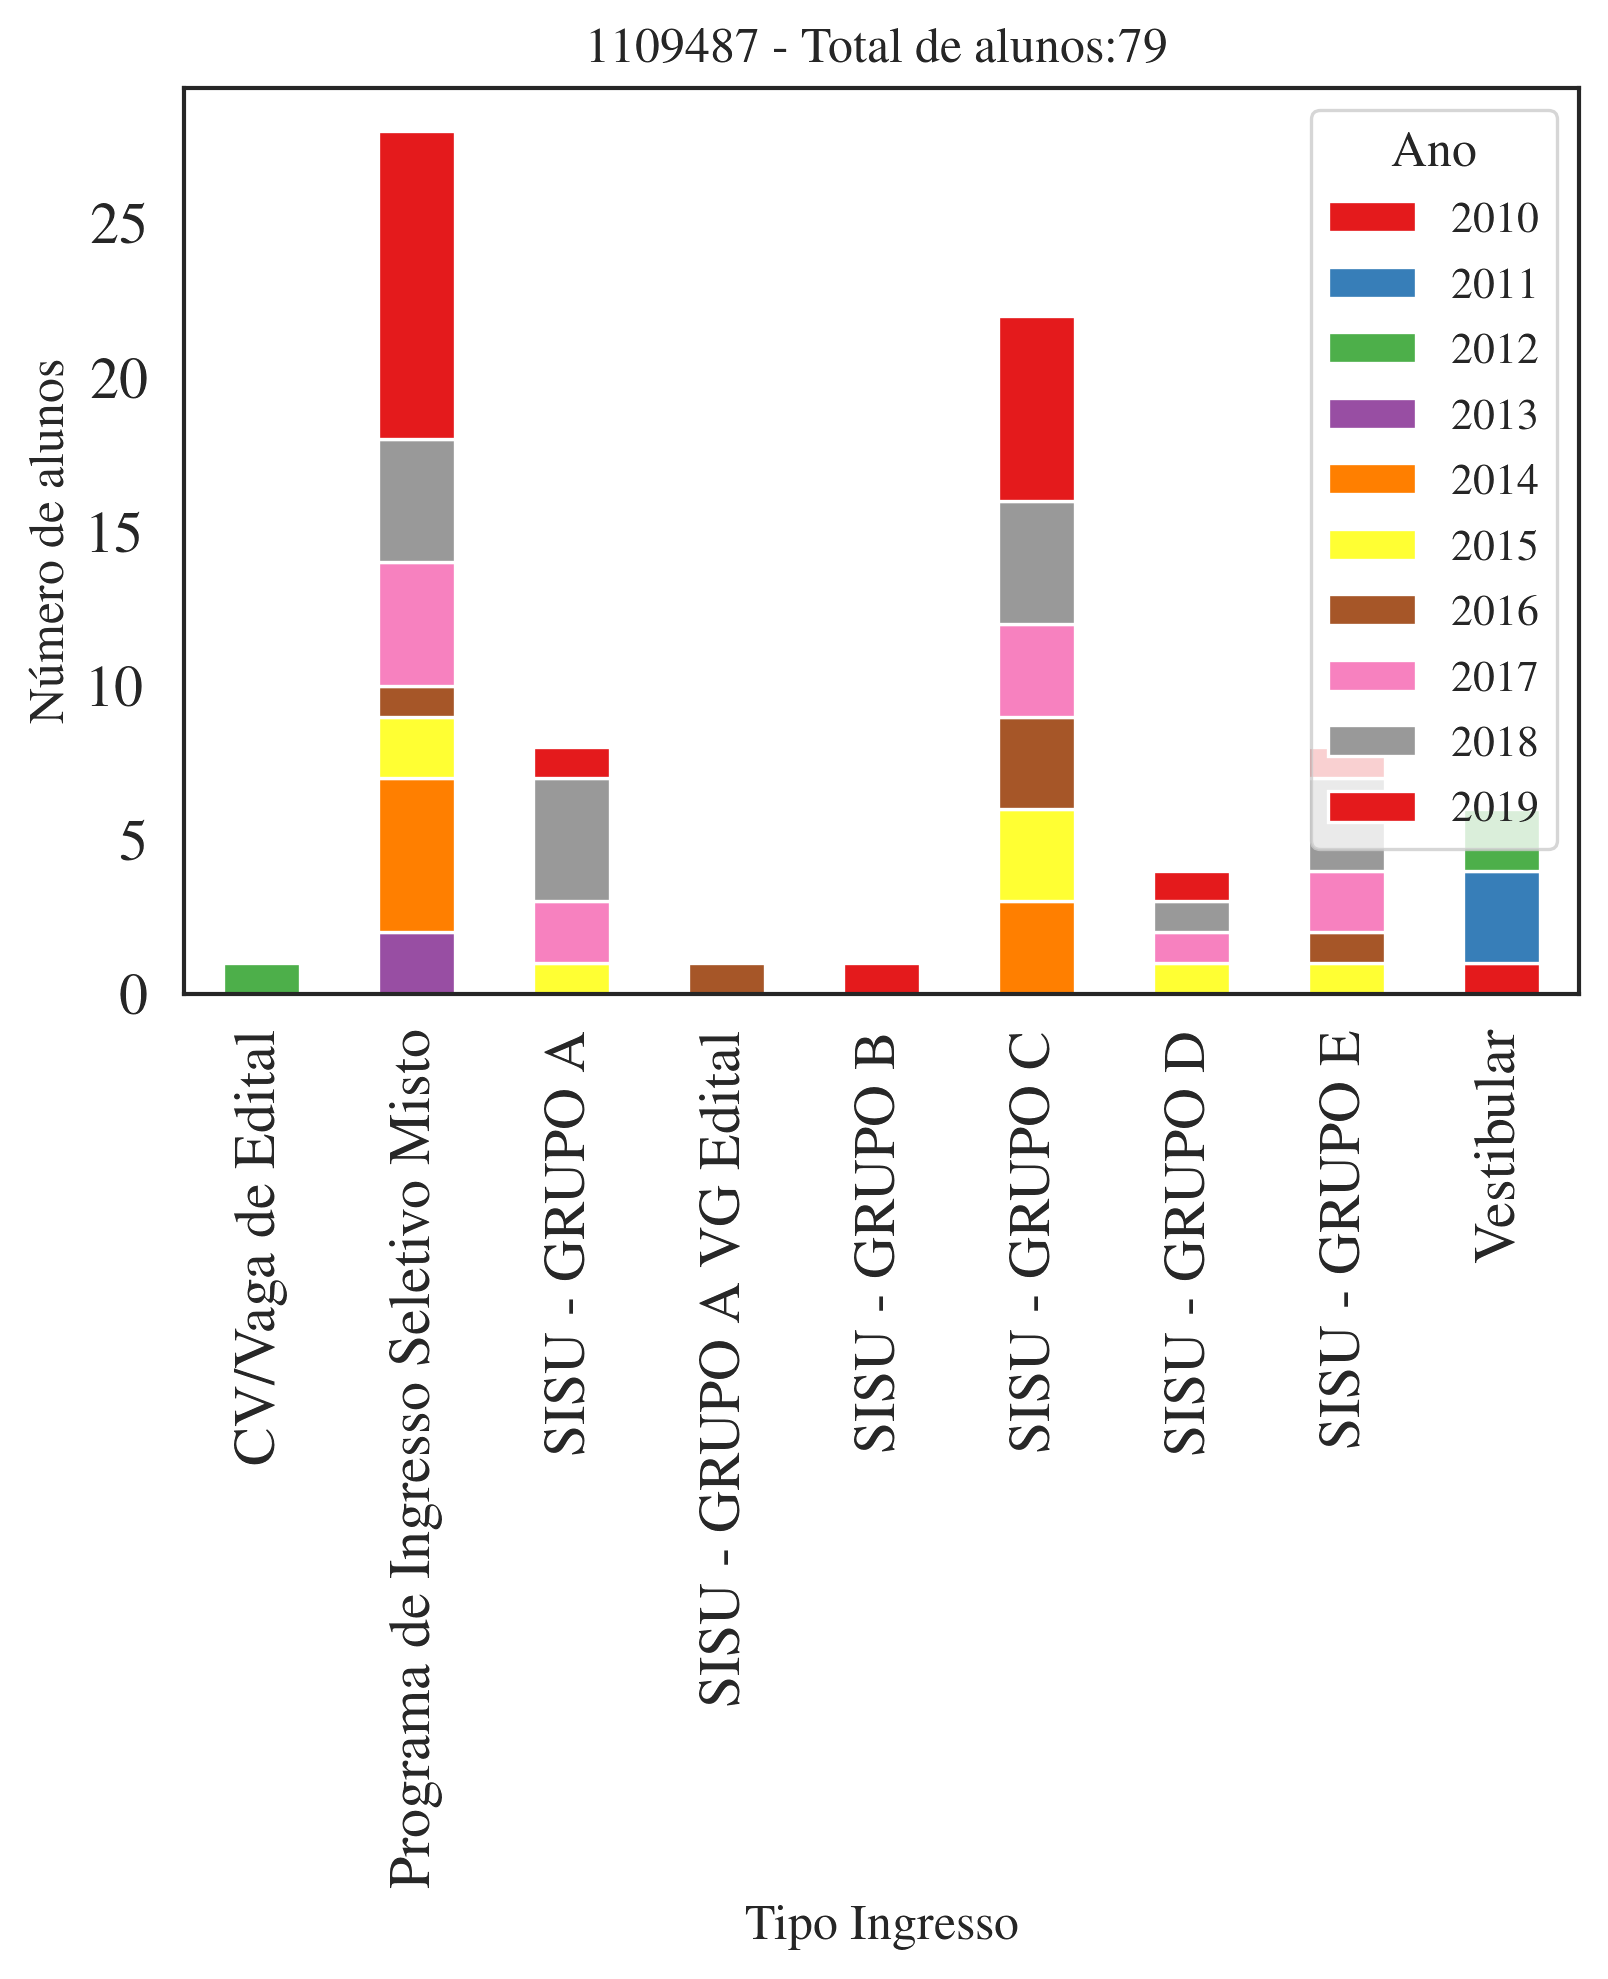 1109487 - Total de alunos:79
Número de alunos
25
20
15
10
5
0
Ano
2010
2011
2012
2013
2014
2015
2016
2017
2018
2019
CV/Vaga de Edital
Programa de Ingresso Seletivo Misto
SISU - GRUPO A
SISU - GRUPO A VG Edital
SISU - GRUPO B
SISU - GRUPO C
SISU - GRUPO D
SISU - GRUPO E
Vestibular
Tipo Ingresso